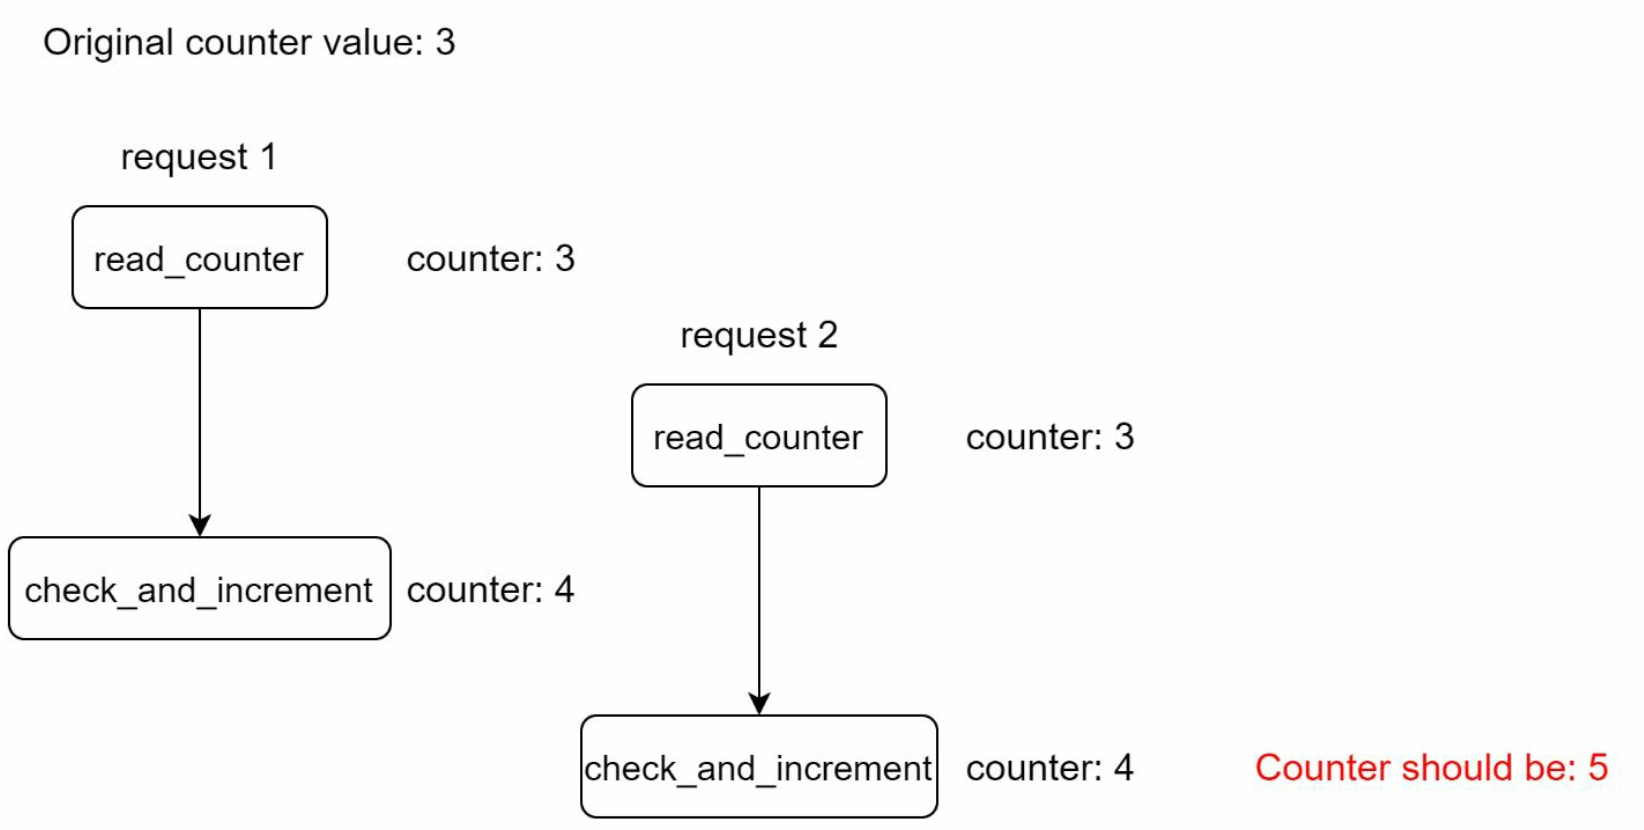 Original counter value: 3
request 1
read_counter
counter: 3
request 2
read_counter
counter: 3
check_and_increment
counter: 4
check_and_increment
counter: 4
Counter should be: 5